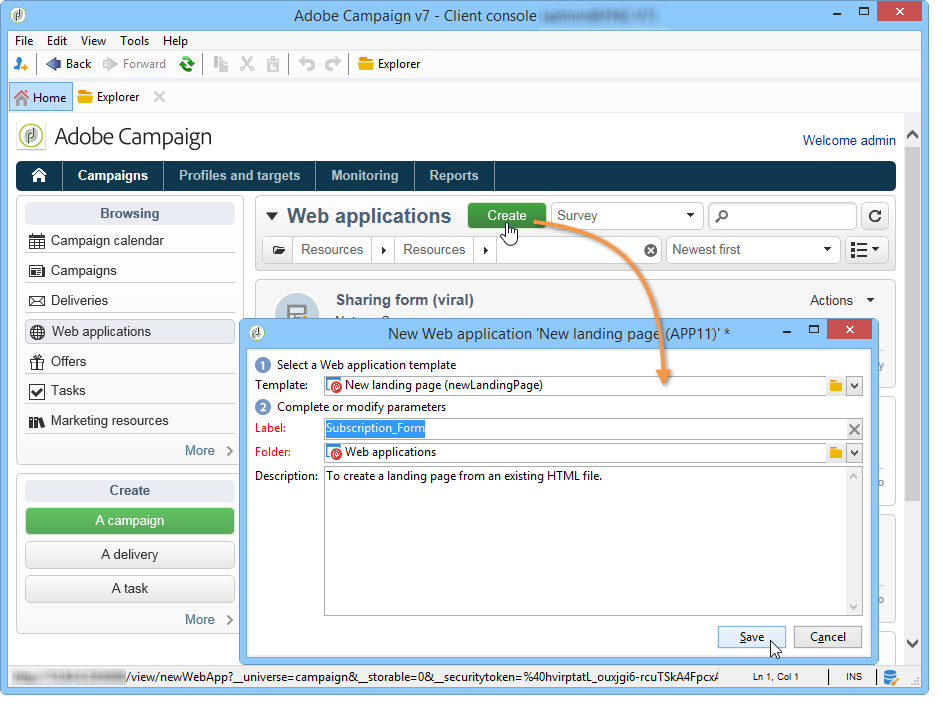 Adobe Campaign v7 - Client console
File Edit View Tools Help
Back Forward Explorer
Home Explorer
Adobe Campaign
Welcome admin
Campaigns Profiles and targets Monitoring Reports
Browsing
Campaign calendar
Campaigns
Deliveries
Web applications
Offers
Tasks
Marketing resources
More
Create
A campaign
A delivery
A task
More
Web applications Create Survey
Resources Resources Newest first
Sharing form (viral) Actions
New Web application 'New landing page (APP11)' *
1 Select a Web application template
Template: New landing page (newLandingPage)
2 Complete or modify parameters
Label: Subscription_Form
Folder: Web applications
Description: To create a landing page from an existing HTML file.
Save Cancel
/view/newWebApp?__universe=campaign&__storable=0&__securitytoken=%40hvirptatL_ouxjgi6-rcuTSkA4FpcxA
Ln 1, Col 1 INS